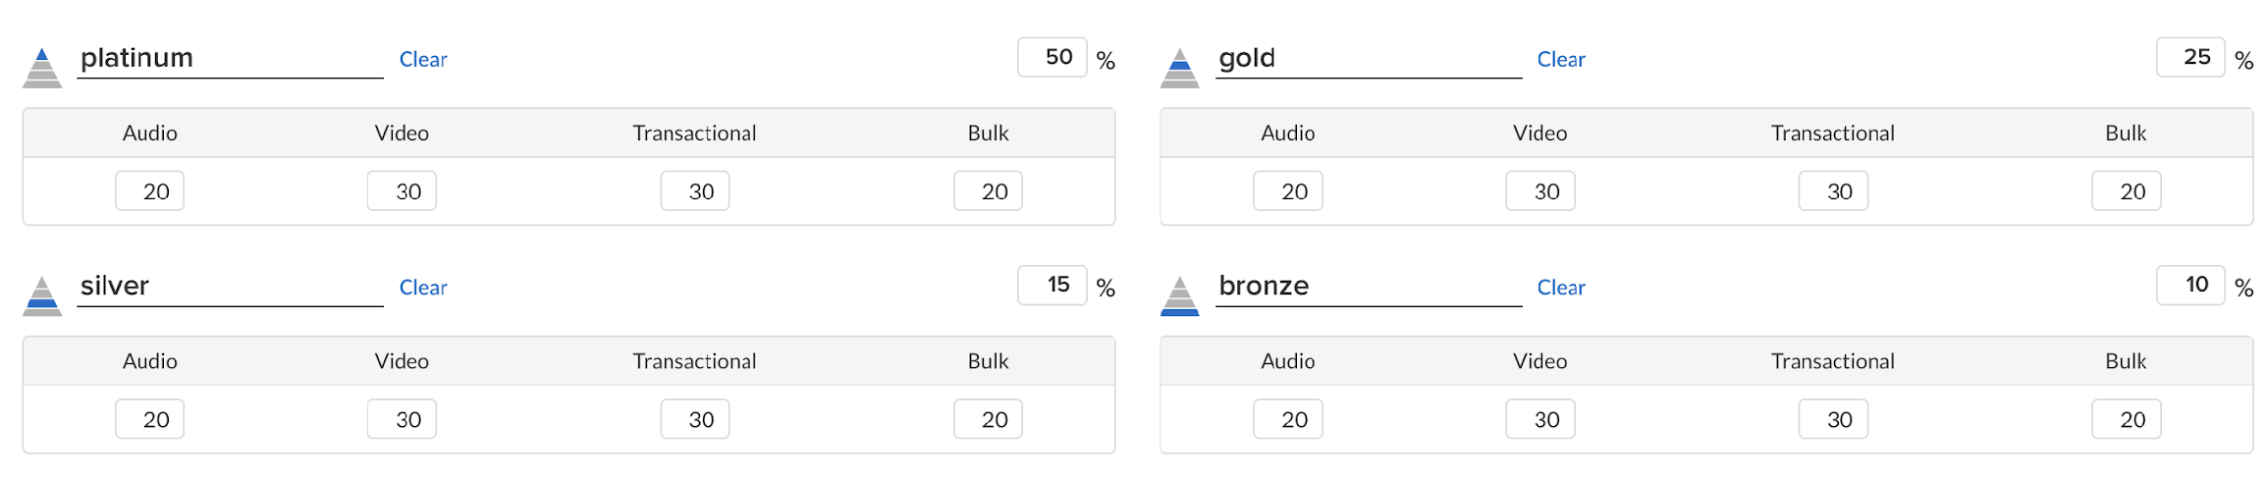 platinum Clear 50 % gold Clear 25 %
Audio Video Transactional Bulk Audio Video Transactional Bulk
20 30 30 20 20 30 30 20
silver Clear 15 % bronze Clear 10 %
Audio Video Transactional Bulk Audio Video Transactional Bulk
20 30 30 20 20 30 30 20